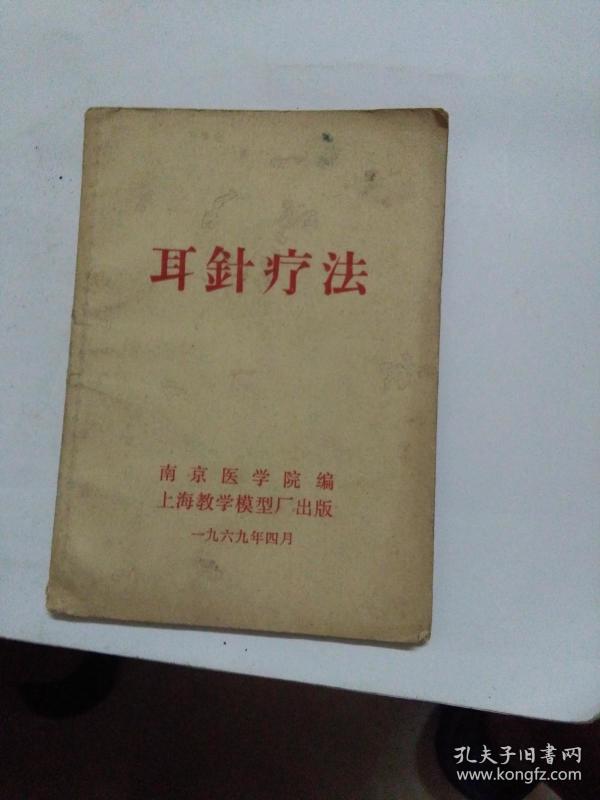 耳針疗法
南京医学院编
上海教学模型厂出版
一九六九年四月
孔夫子旧书网
www.kongfz.com